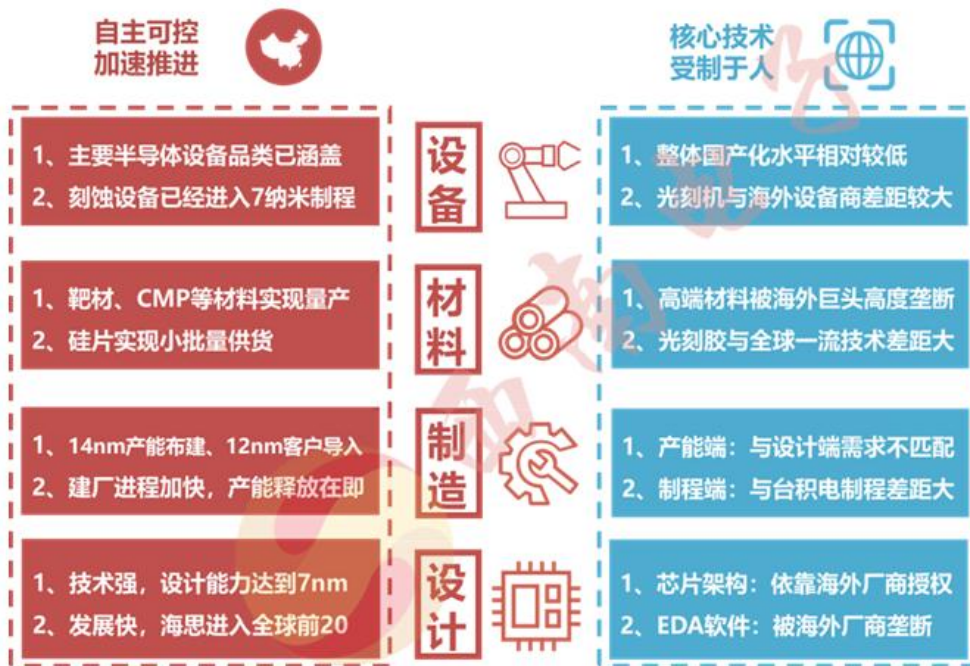 自主可控
加速推进
核心技术
受制于人
1、主要半导体设备品类已涵盖
2、刻蚀设备已经进入7纳米制程
设备
1、整体国产化水平相对较低
2、光刻机与海外设备商差距较大
1、靶材、CMP等材料实现量产
2、硅片实现小批量供货
材料
1、高端材料被海外巨头高度垄断
2、光刻胶与全球一流技术差距大
1、14nm产能布建、12nm客户导入
2、建厂进程加快，产能释放在即
制造
1、产能端：与设计端需求不匹配
2、制程端：与台积电制程差距大
1、技术强，设计能力达到7nm
2、发展快，海思进入全球前20
设计
1、芯片架构：依靠海外厂商授权
2、EDA软件：被海外厂商垄断